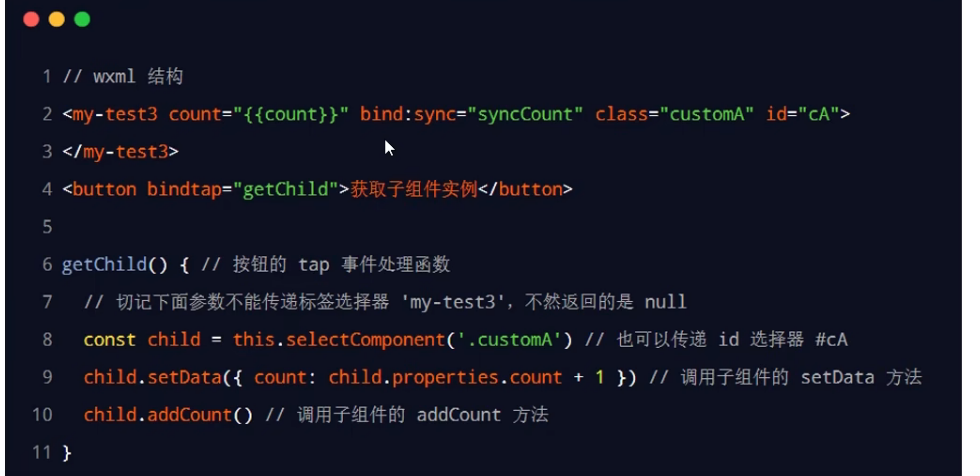 1 // wxml 结构
2 <my-test3 count="{{count}}" bind:sync="syncCount" class="customA" id="cA">
3 </my-test3>
4 <button bindtap="getChild">获取子组件实例</button>
5
6 getChild() { // 按钮的 tap 事件处理函数
7 // 切记下面参数不能传递标签选择器 'my-test3'，不然返回的是 null
8 const child = this.selectComponent('.customA') // 也可以传递 id 选择器 #cA
9 child.setData({ count: child.properties.count + 1 }) // 调用子组件的 setData 方法
10 child.addCount() // 调用子组件的 addCount 方法
11 }